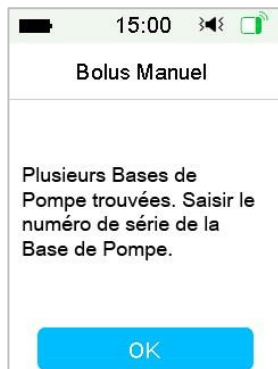 15:00
Bolus Manuel
Plusieurs Bases de
Pompe trouvées. Saisir le
numéro de série de la
Base de Pompe.
OK